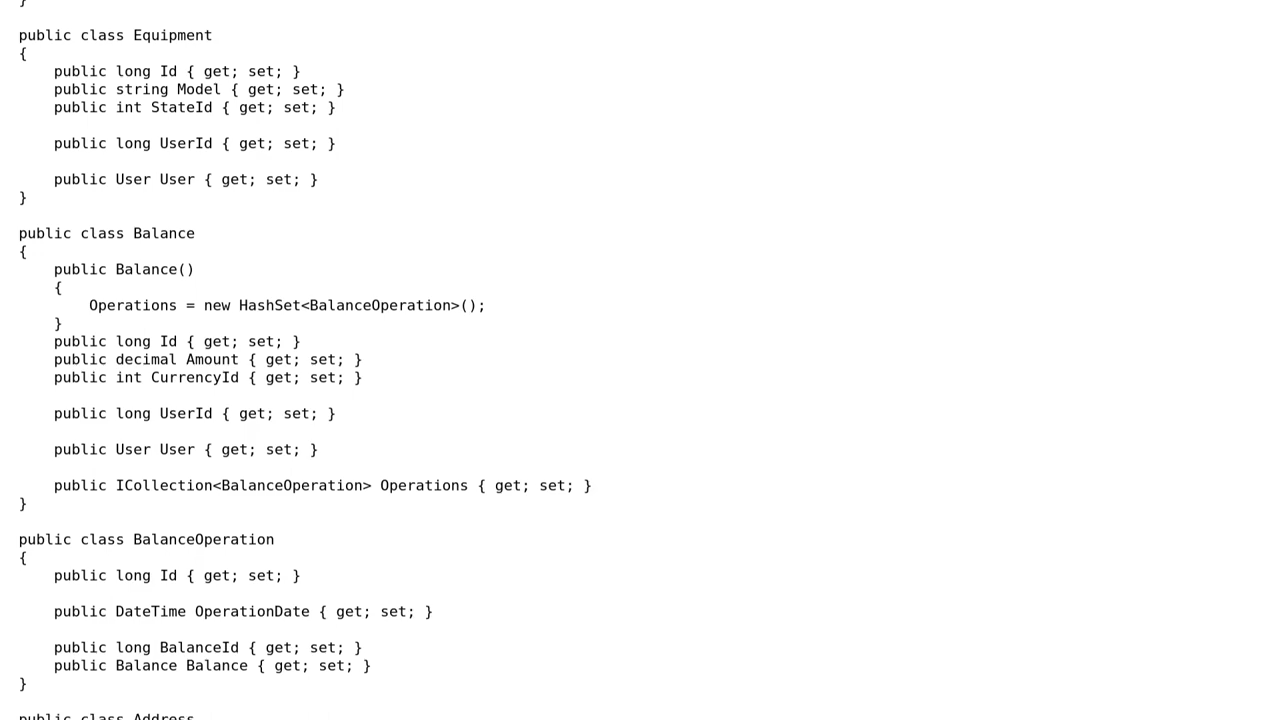 }
public class Equipment
{
    public long Id { get; set; }
    public string Model { get; set; }
    public int StateId { get; set; }
    public long UserId { get; set; }
    public User User { get; set; }
}
public class Balance
{
    public Balance()
    {
        Operations = new HashSet<BalanceOperation>();
    }
    public long Id { get; set; }
    public decimal Amount { get; set; }
    public int CurrencyId { get; set; }
    public long UserId { get; set; }
    public User User { get; set; }
    public ICollection<BalanceOperation> Operations { get; set; }
}
public class BalanceOperation
{
    public long Id { get; set; }
    public DateTime OperationDate { get; set; }
    public long BalanceId { get; set; }
    public Balance Balance { get; set; }
}
public class Address